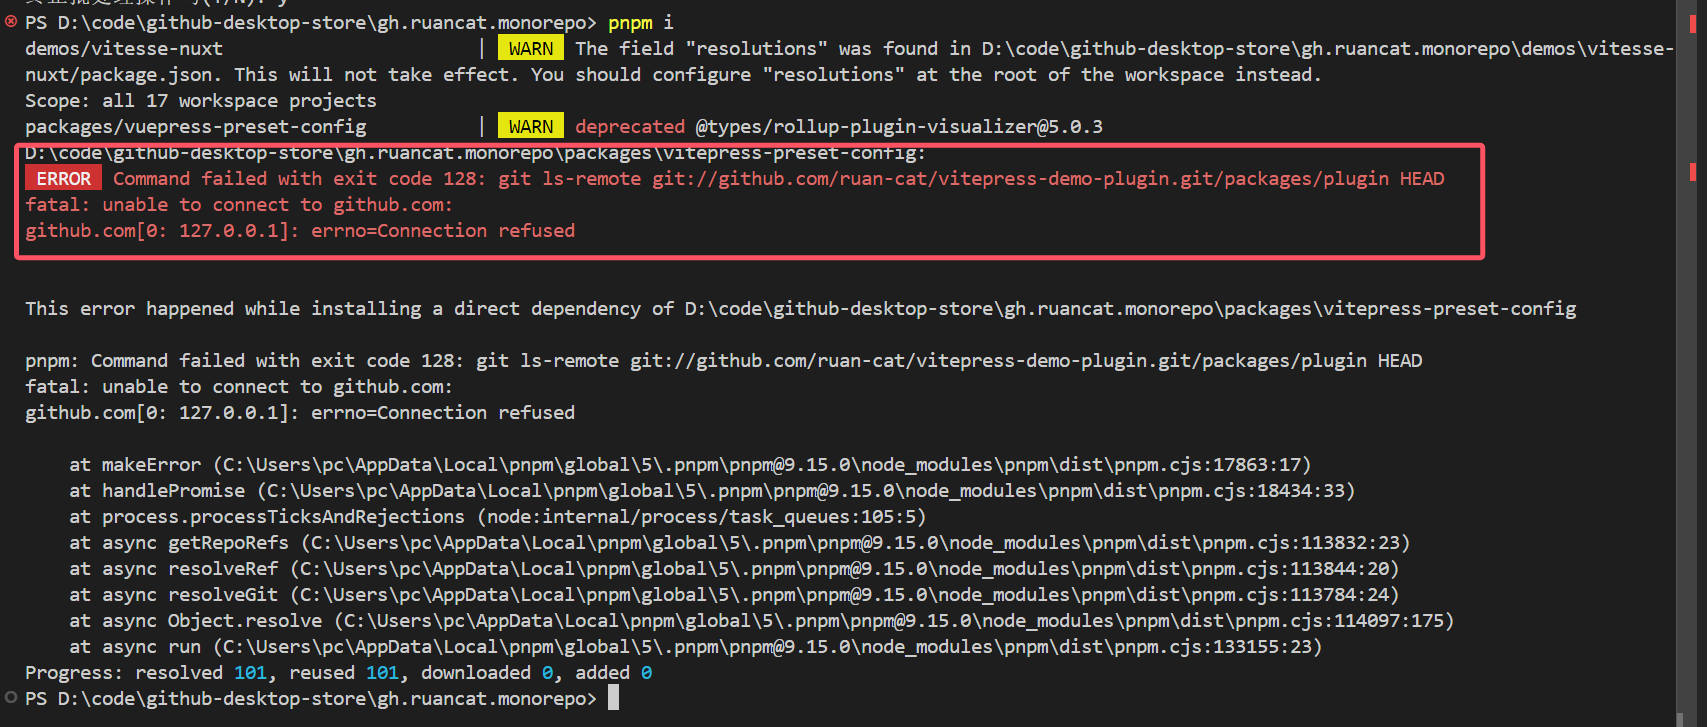 PS D:\code\github-desktop-store\gh.ruancat.monorepo> pnpm i
demos/vitesse-nuxt | WARN The field "resolutions" was found in D:\code\github-desktop-store\gh.ruancat.monorepo\demos\vitesse-
nuxt/package.json. This will not take effect. You should configure "resolutions" at the root of the workspace instead.
Scope: all 17 workspace projects
packages/vuepress-preset-config | WARN deprecated @types/rollup-plugin-visualizer@5.0.3
D:\code\github-desktop-store\gh.ruancat.monorepo\packages\vitepress-preset-config:
ERROR Command failed with exit code 128: git ls-remote git://github.com/ruan-cat/vitepress-demo-plugin.git/packages/plugin HEAD
fatal: unable to connect to github.com:
github.com[0: 127.0.0.1]: errno=Connection refused
This error happened while installing a direct dependency of D:\code\github-desktop-store\gh.ruancat.monorepo\packages\vitepress-preset-config
pnpm: Command failed with exit code 128: git ls-remote git://github.com/ruan-cat/vitepress-demo-plugin.git/packages/plugin HEAD
fatal: unable to connect to github.com:
github.com[0: 127.0.0.1]: errno=Connection refused
at makeError (C:\Users\pc\AppData\Local\pnpm\global\5\.pnpm\pnpm@9.15.0\node_modules\pnpm\dist\pnpm.cjs:17863:17)
at handlePromise (C:\Users\pc\AppData\Local\pnpm\global\5\.pnpm\pnpm@9.15.0\node_modules\pnpm\dist\pnpm.cjs:18434:33)
at process.processTicksAndRejections (node:internal/process/task_queues:105:5)
at async getRepoRefs (C:\Users\pc\AppData\Local\pnpm\global\5\.pnpm\pnpm@9.15.0\node_modules\pnpm\dist\pnpm.cjs:113832:23)
at async resolveRef (C:\Users\pc\AppData\Local\pnpm\global\5\.pnpm\pnpm@9.15.0\node_modules\pnpm\dist\pnpm.cjs:113844:20)
at async resolveGit (C:\Users\pc\AppData\Local\pnpm\global\5\.pnpm\pnpm@9.15.0\node_modules\pnpm\dist\pnpm.cjs:113784:24)
at async Object.resolve (C:\Users\pc\AppData\Local\pnpm\global\5\.pnpm\pnpm@9.15.0\node_modules\pnpm\dist\pnpm.cjs:114097:175)
at async run (C:\Users\pc\AppData\Local\pnpm\global\5\.pnpm\pnpm@9.15.0\node_modules\pnpm\dist\pnpm.cjs:133155:23)
Progress: resolved 101, reused 101, downloaded 0, added 0
PS D:\code\github-desktop-store\gh.ruancat.monorepo>